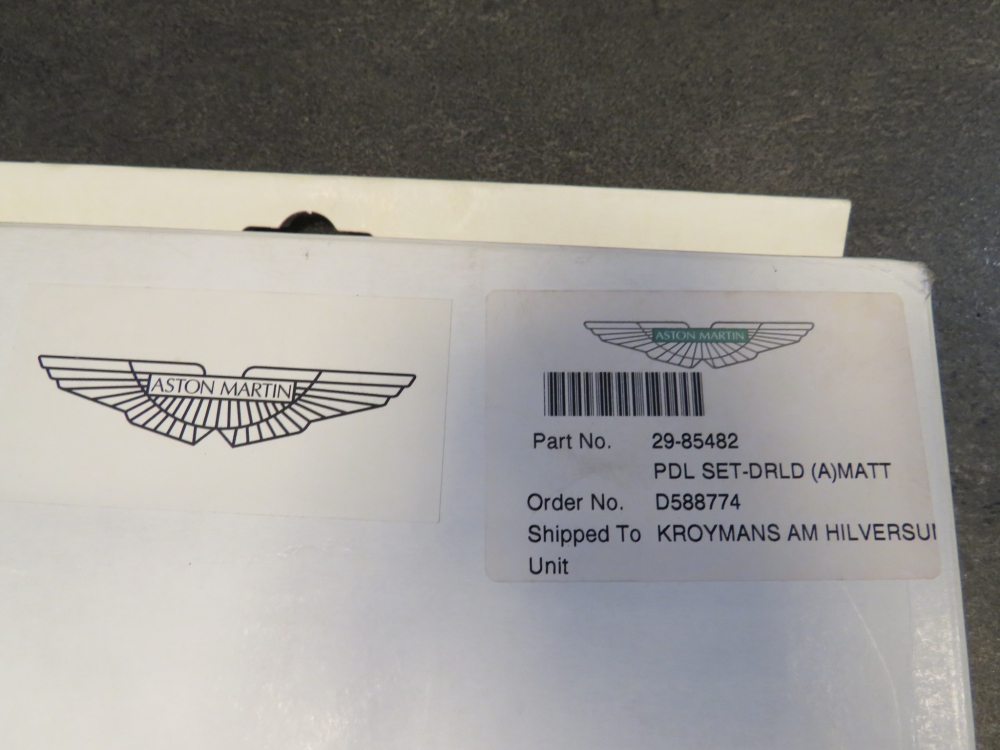 ASTON MARTIN
ASTON MARTIN
Part No. 29-85482
PDL SET-DRLD (A)MATT
Order No. D588774
Shipped To KROYMANS AM
Unit